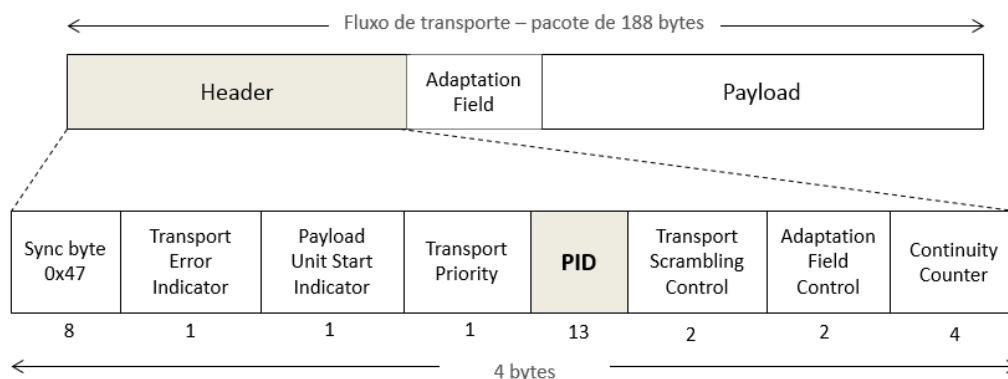 Fluxo de transporte – pacote de 188 bytes
Header
Adaptation
Field
Payload
Sync byte
0x47
Transport
Error
Indicator
Payload
Unit Start
Indicator
Transport
Priority
PID
Transport
Scrambling
Control
Adaptation
Field
Control
Continuity
Counter
8
1
1
1
13
2
2
4
4 bytes